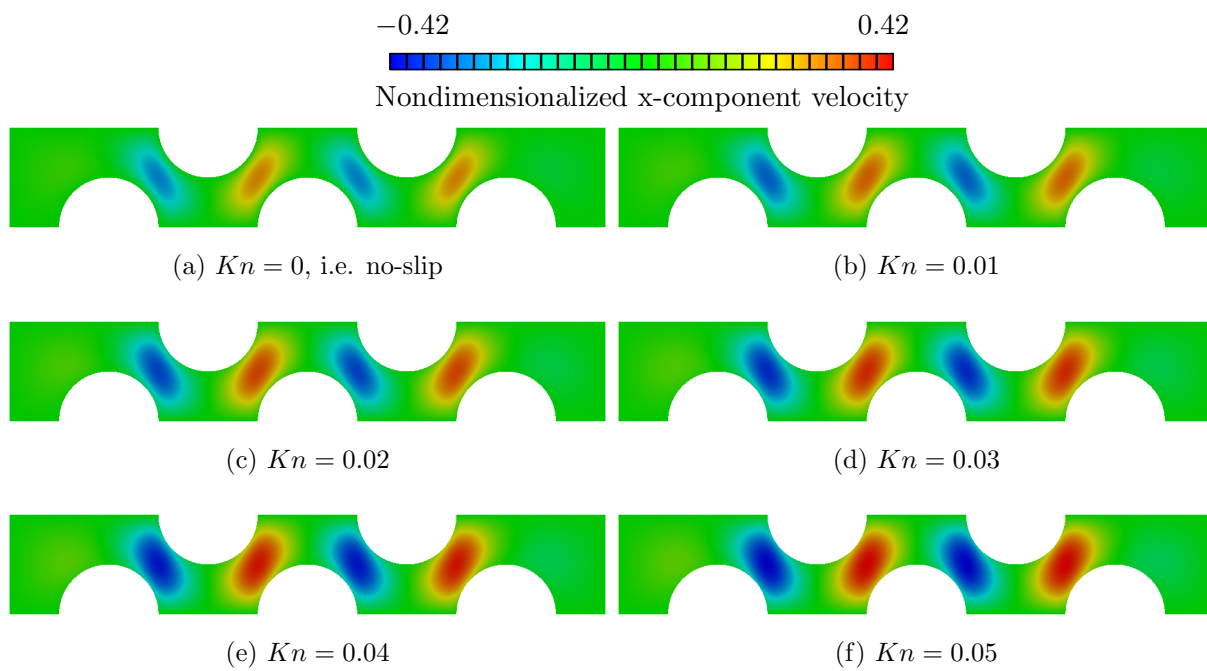 −0.42 0.42
Nondimensionalized x-component velocity
(a) Kn = 0, i.e. no-slip
(b) Kn = 0.01
(c) Kn = 0.02
(d) Kn = 0.03
(e) Kn = 0.04
(f) Kn = 0.05